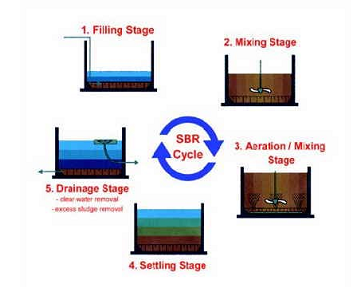 1. Filling Stage
2. Mixing Stage
SBR
Cycle
3. Aeration / Mixing
Stage
5. Drainage Stage
- clear water removal
- excess sludge removal
4. Settling Stage